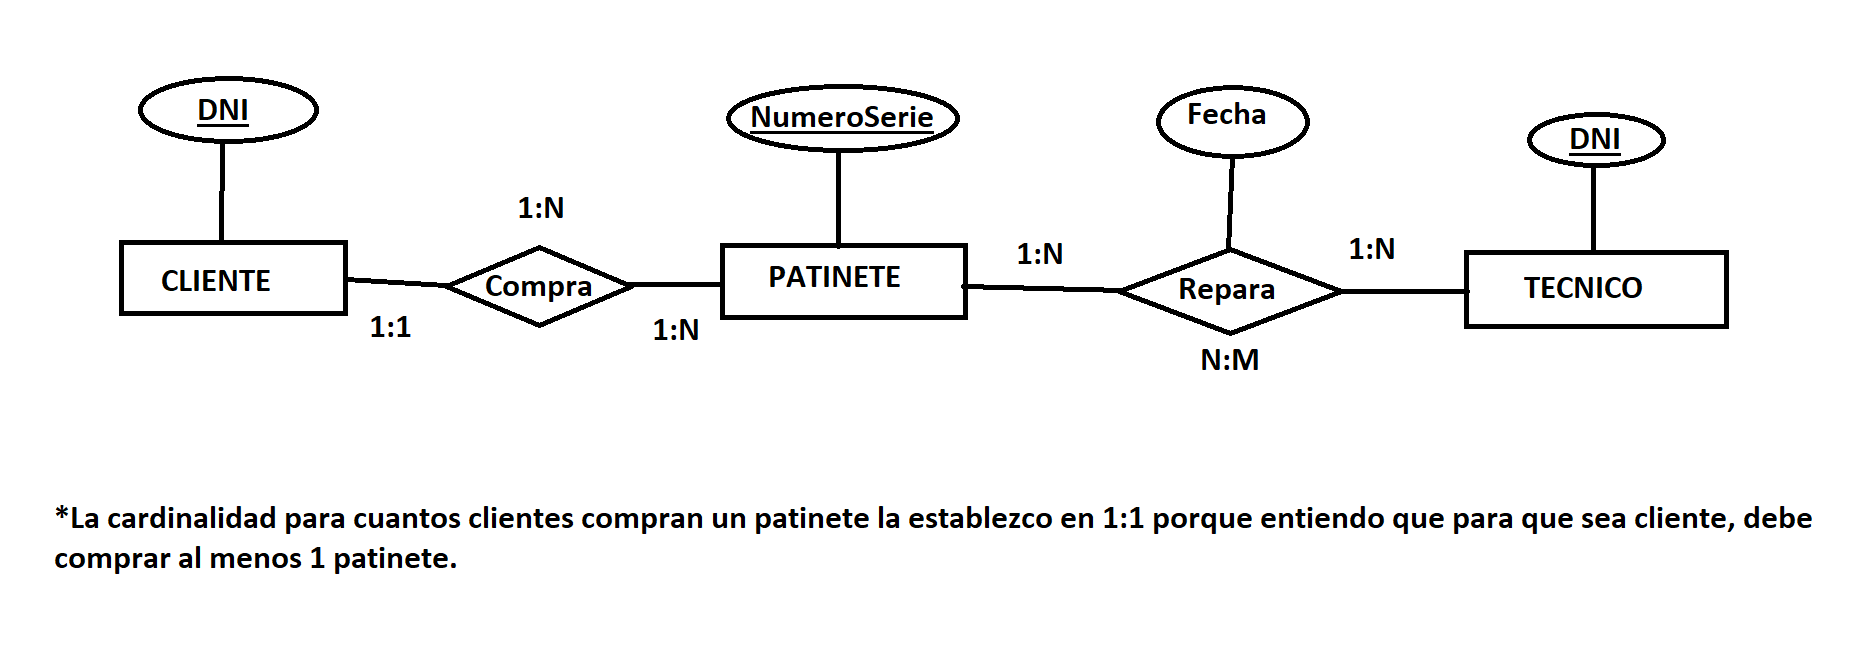 DNI
NumeroSerie
Fecha
DNI
1:N
CLIENTE
Compra
PATINETE
1:N
Repara
1:N
TECNICO
1:1
1:N
N:M
*La cardinalidad para cuantos clientes compran un patinete la establezco en 1:1 porque entiendo que para que sea cliente, debe
comprar al menos 1 patinete.